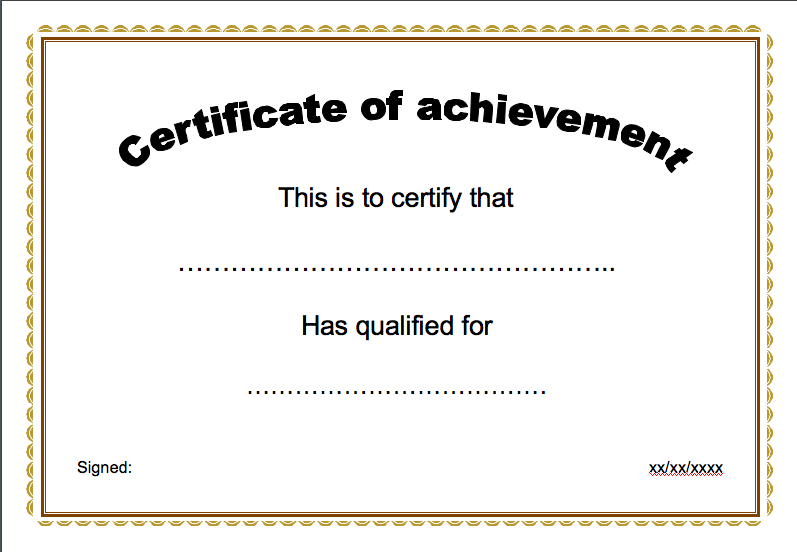 Certificate of achievement
This is to certify that
…………………………………………..
Has qualified for
………………………………
Signed: xx/xx/xxxx